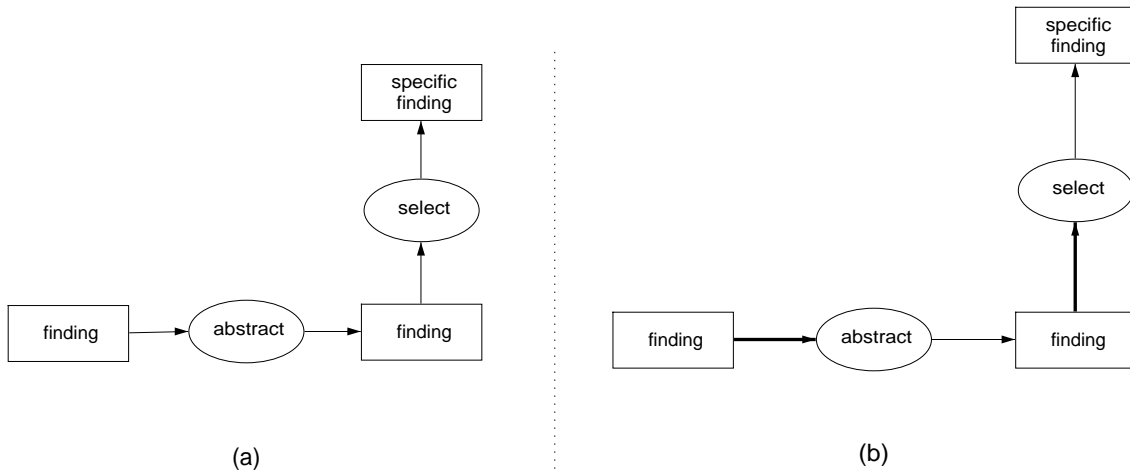 specific
finding
select
finding
abstract
finding
(a)
specific
finding
select
finding
abstract
finding
(b)